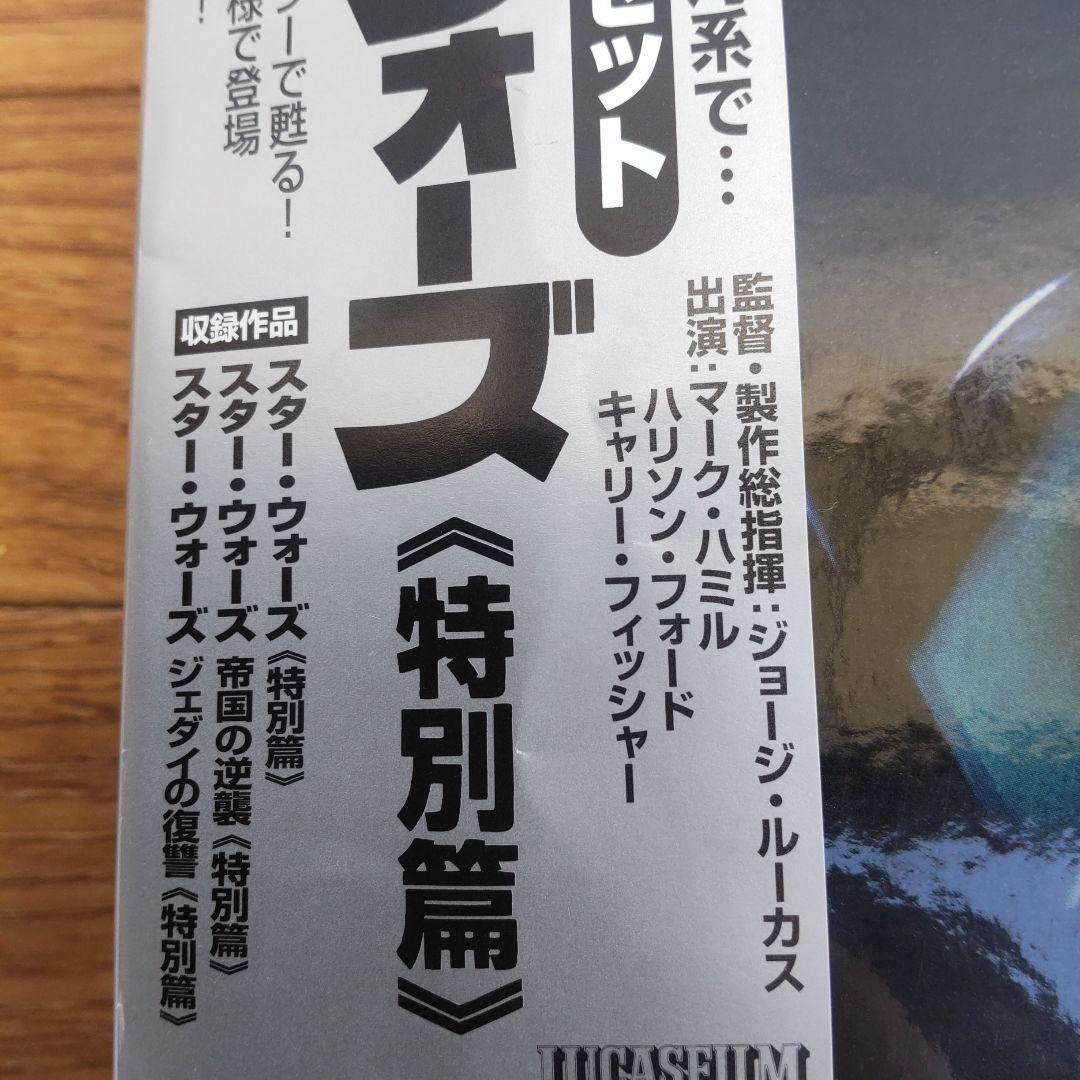 系で…
セット
監督・製作総指揮:ジョージ・ルーカス
出演:マーク・ハミル
ハリソン・フォード
キャリー・フィッシャー
ウォーズ
《特別篇》
ーで甦る!
様で登場
!
収録作品
スター・ウォーズ《特別篇》
スター・ウォーズ 帝国の逆襲《特別篇》
スター・ウォーズ ジェダイの復讐《特別篇》
LUCASFILM